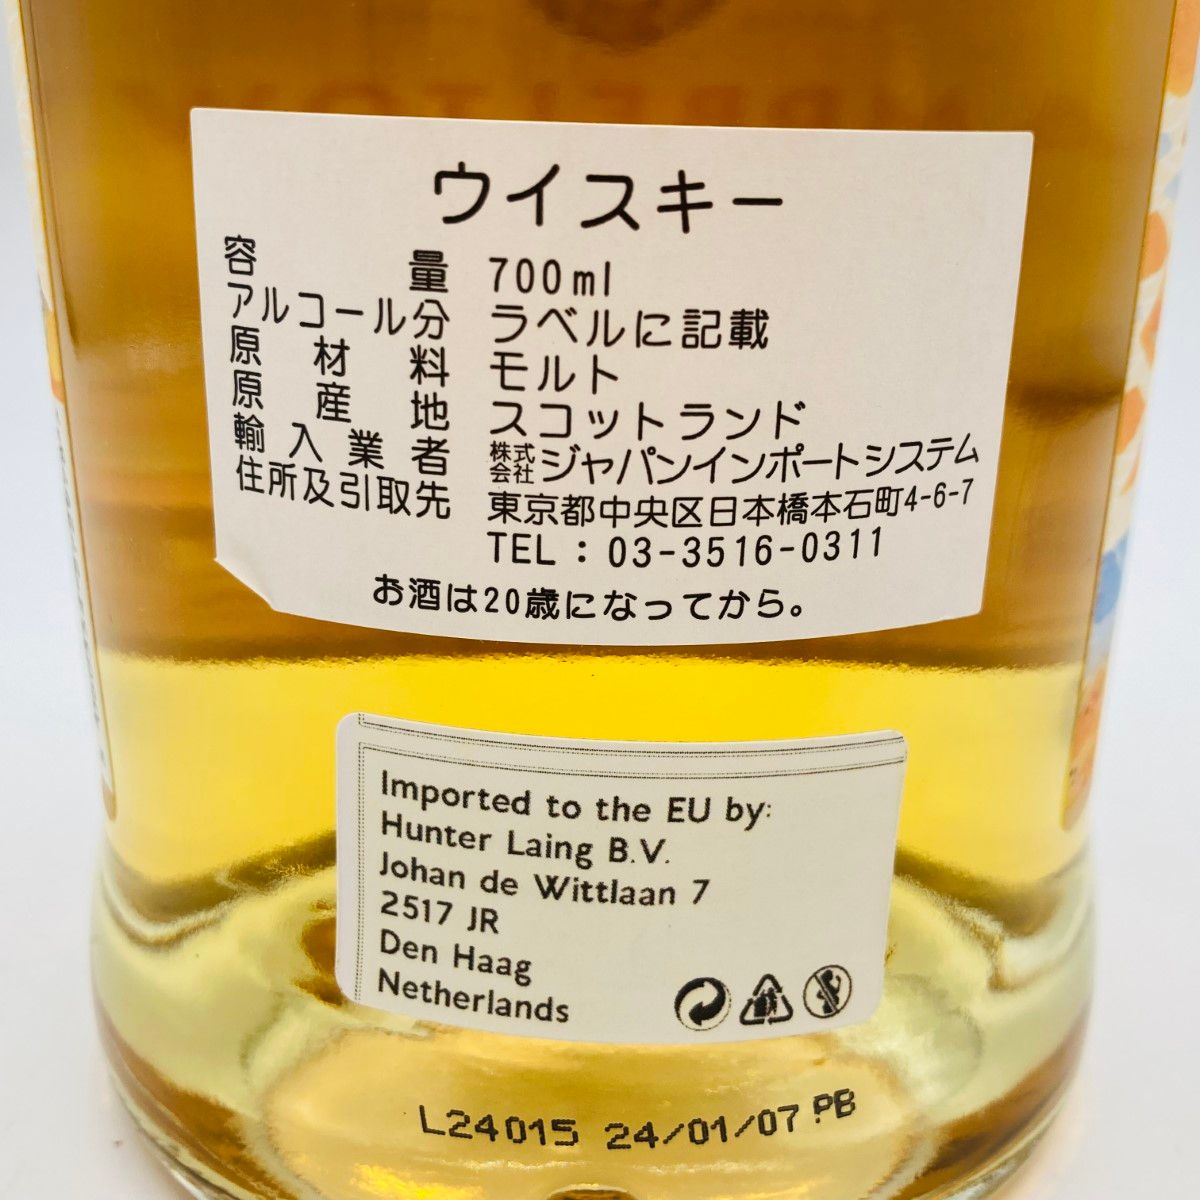 ウイスキー
容量 700ml
アルコール分 ラベルに記載
原材料 モルト
原産地 スコットランド
輸入業者 株式会社ジャパンインポートシステム
住所及引取先 東京都中央区日本橋本石町4-6-7
TEL : 03-3516-0311
お酒は20歳になってから。
Imported to the EU by:
Hunter Laing B.V.
Johan de Wittlaan 7
2517 JR
Den Haag
Netherlands
L24015 24/01/07 PB